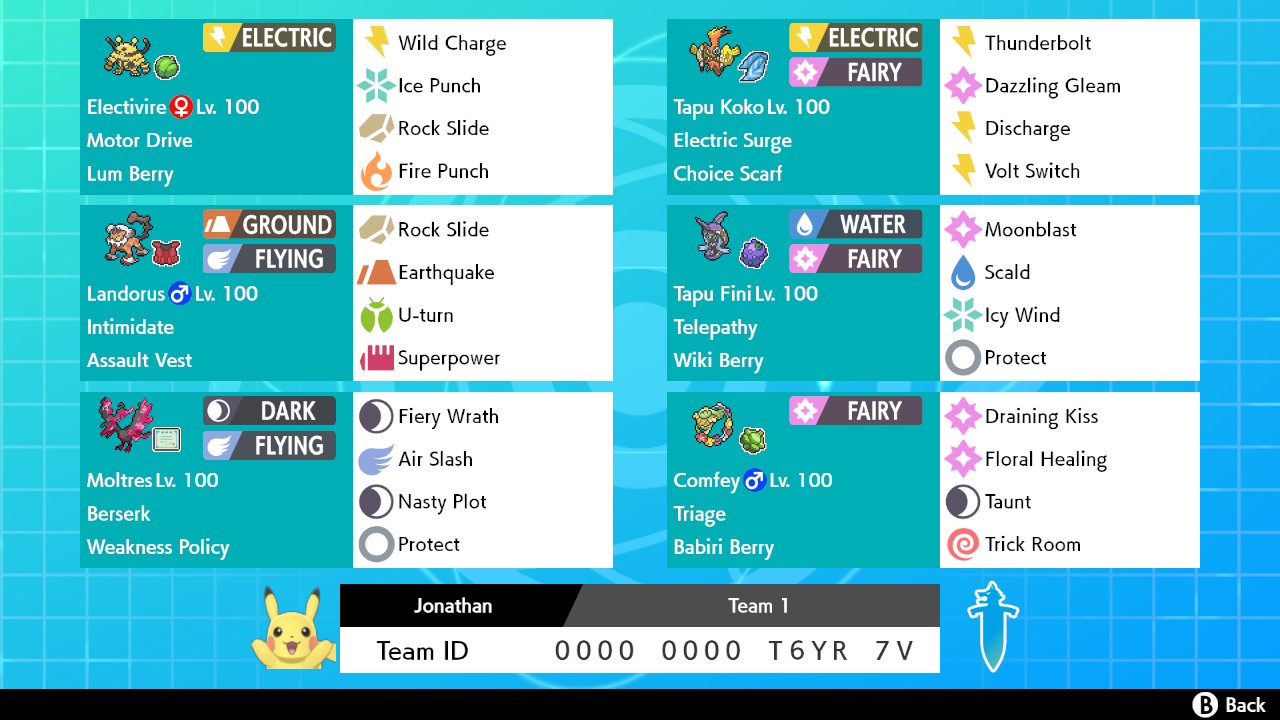 ELECTRIC
Electivire Lv. 100
Motor Drive
Lum Berry
Wild Charge
Ice Punch
Rock Slide
Fire Punch
ELECTRIC
FAIRY
Tapu Koko Lv. 100
Electric Surge
Choice Scarf
Thunderbolt
Dazzling Gleam
Discharge
Volt Switch
GROUND
FLYING
Landorus Lv. 100
Intimidate
Assault Vest
Rock Slide
Earthquake
U-turn
Superpower
WATER
FAIRY
Tapu Fini Lv. 100
Telepathy
Wiki Berry
Moonblast
Scald
Icy Wind
Protect
DARK
FLYING
Moltres Lv. 100
Berserk
Weakness Policy
Fiery Wrath
Air Slash
Nasty Plot
Protect
FAIRY
Comfey Lv. 100
Triage
Babiri Berry
Draining Kiss
Floral Healing
Taunt
Trick Room
Jonathan Team 1
Team ID 0000 0000 T6YR 7V
B Back